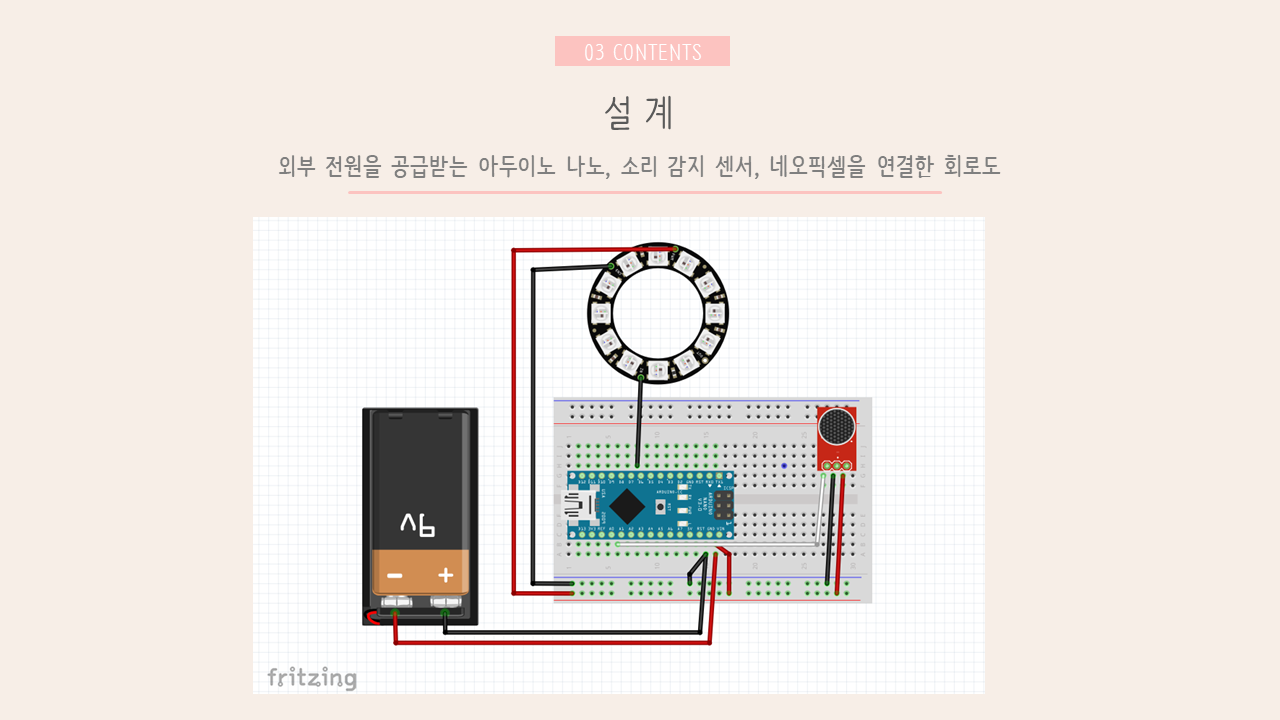 03 CONTENTS
설 계
외부 전원을 공급받는 아두이노 나노, 소리 감지 센서, 네오픽셀을 연결한 회로도
9V
- +
fritzing